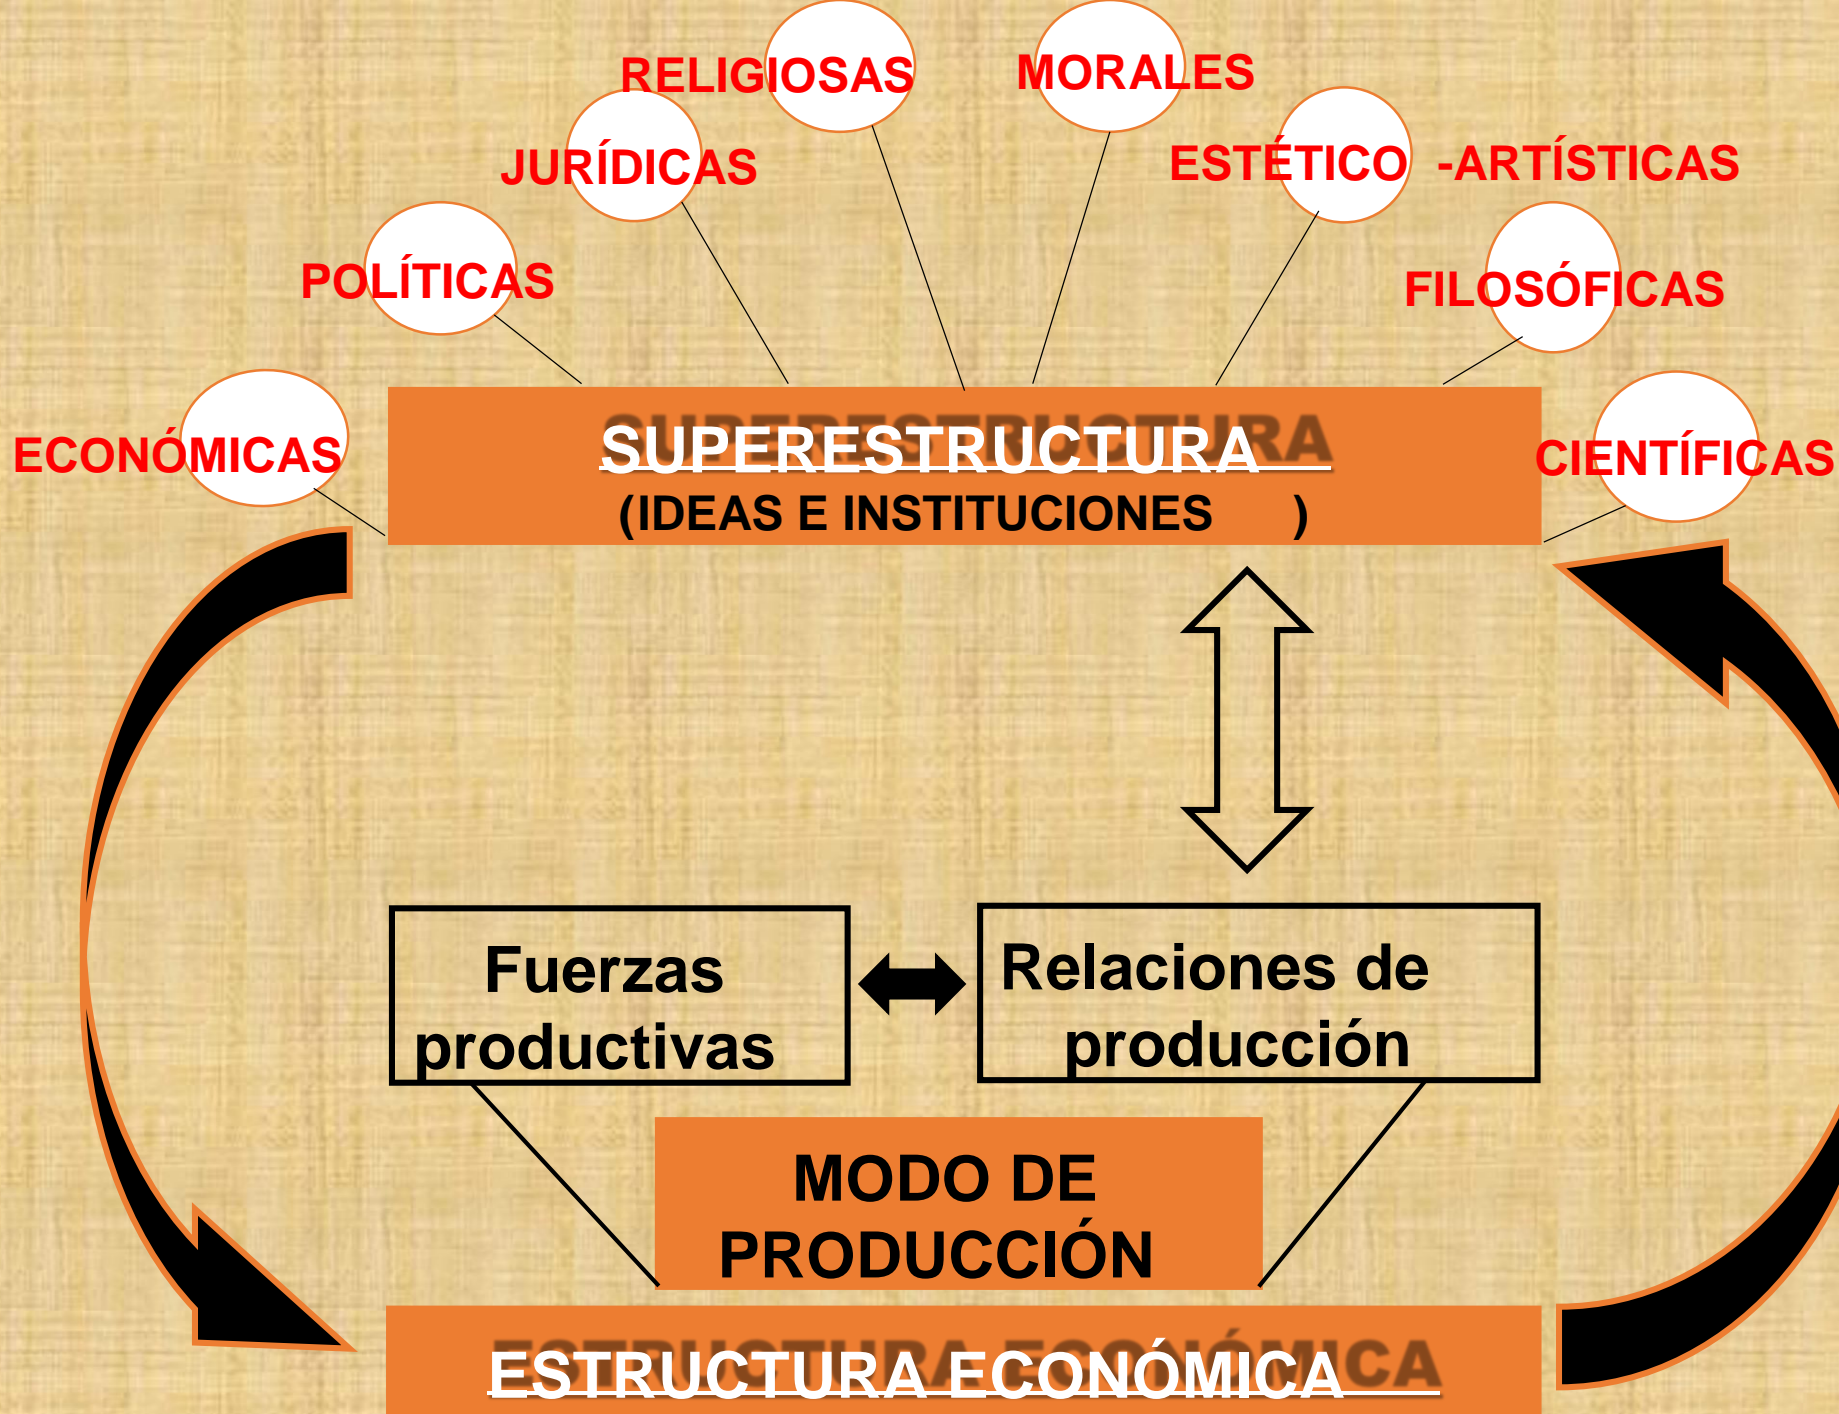 RELIGIOSAS
MORALES
JURÍDICAS
ESTÉTICO -ARTÍSTICAS
POLÍTICAS
FILOSÓFICAS
ECONÓMICAS
CIENTÍFICAS
SUPERESTRUCTURA
(IDEAS E INSTITUCIONES )
Fuerzas
productivas
Relaciones de
producción
MODO DE
PRODUCCIÓN
ESTRUCTURA ECONÓMICA